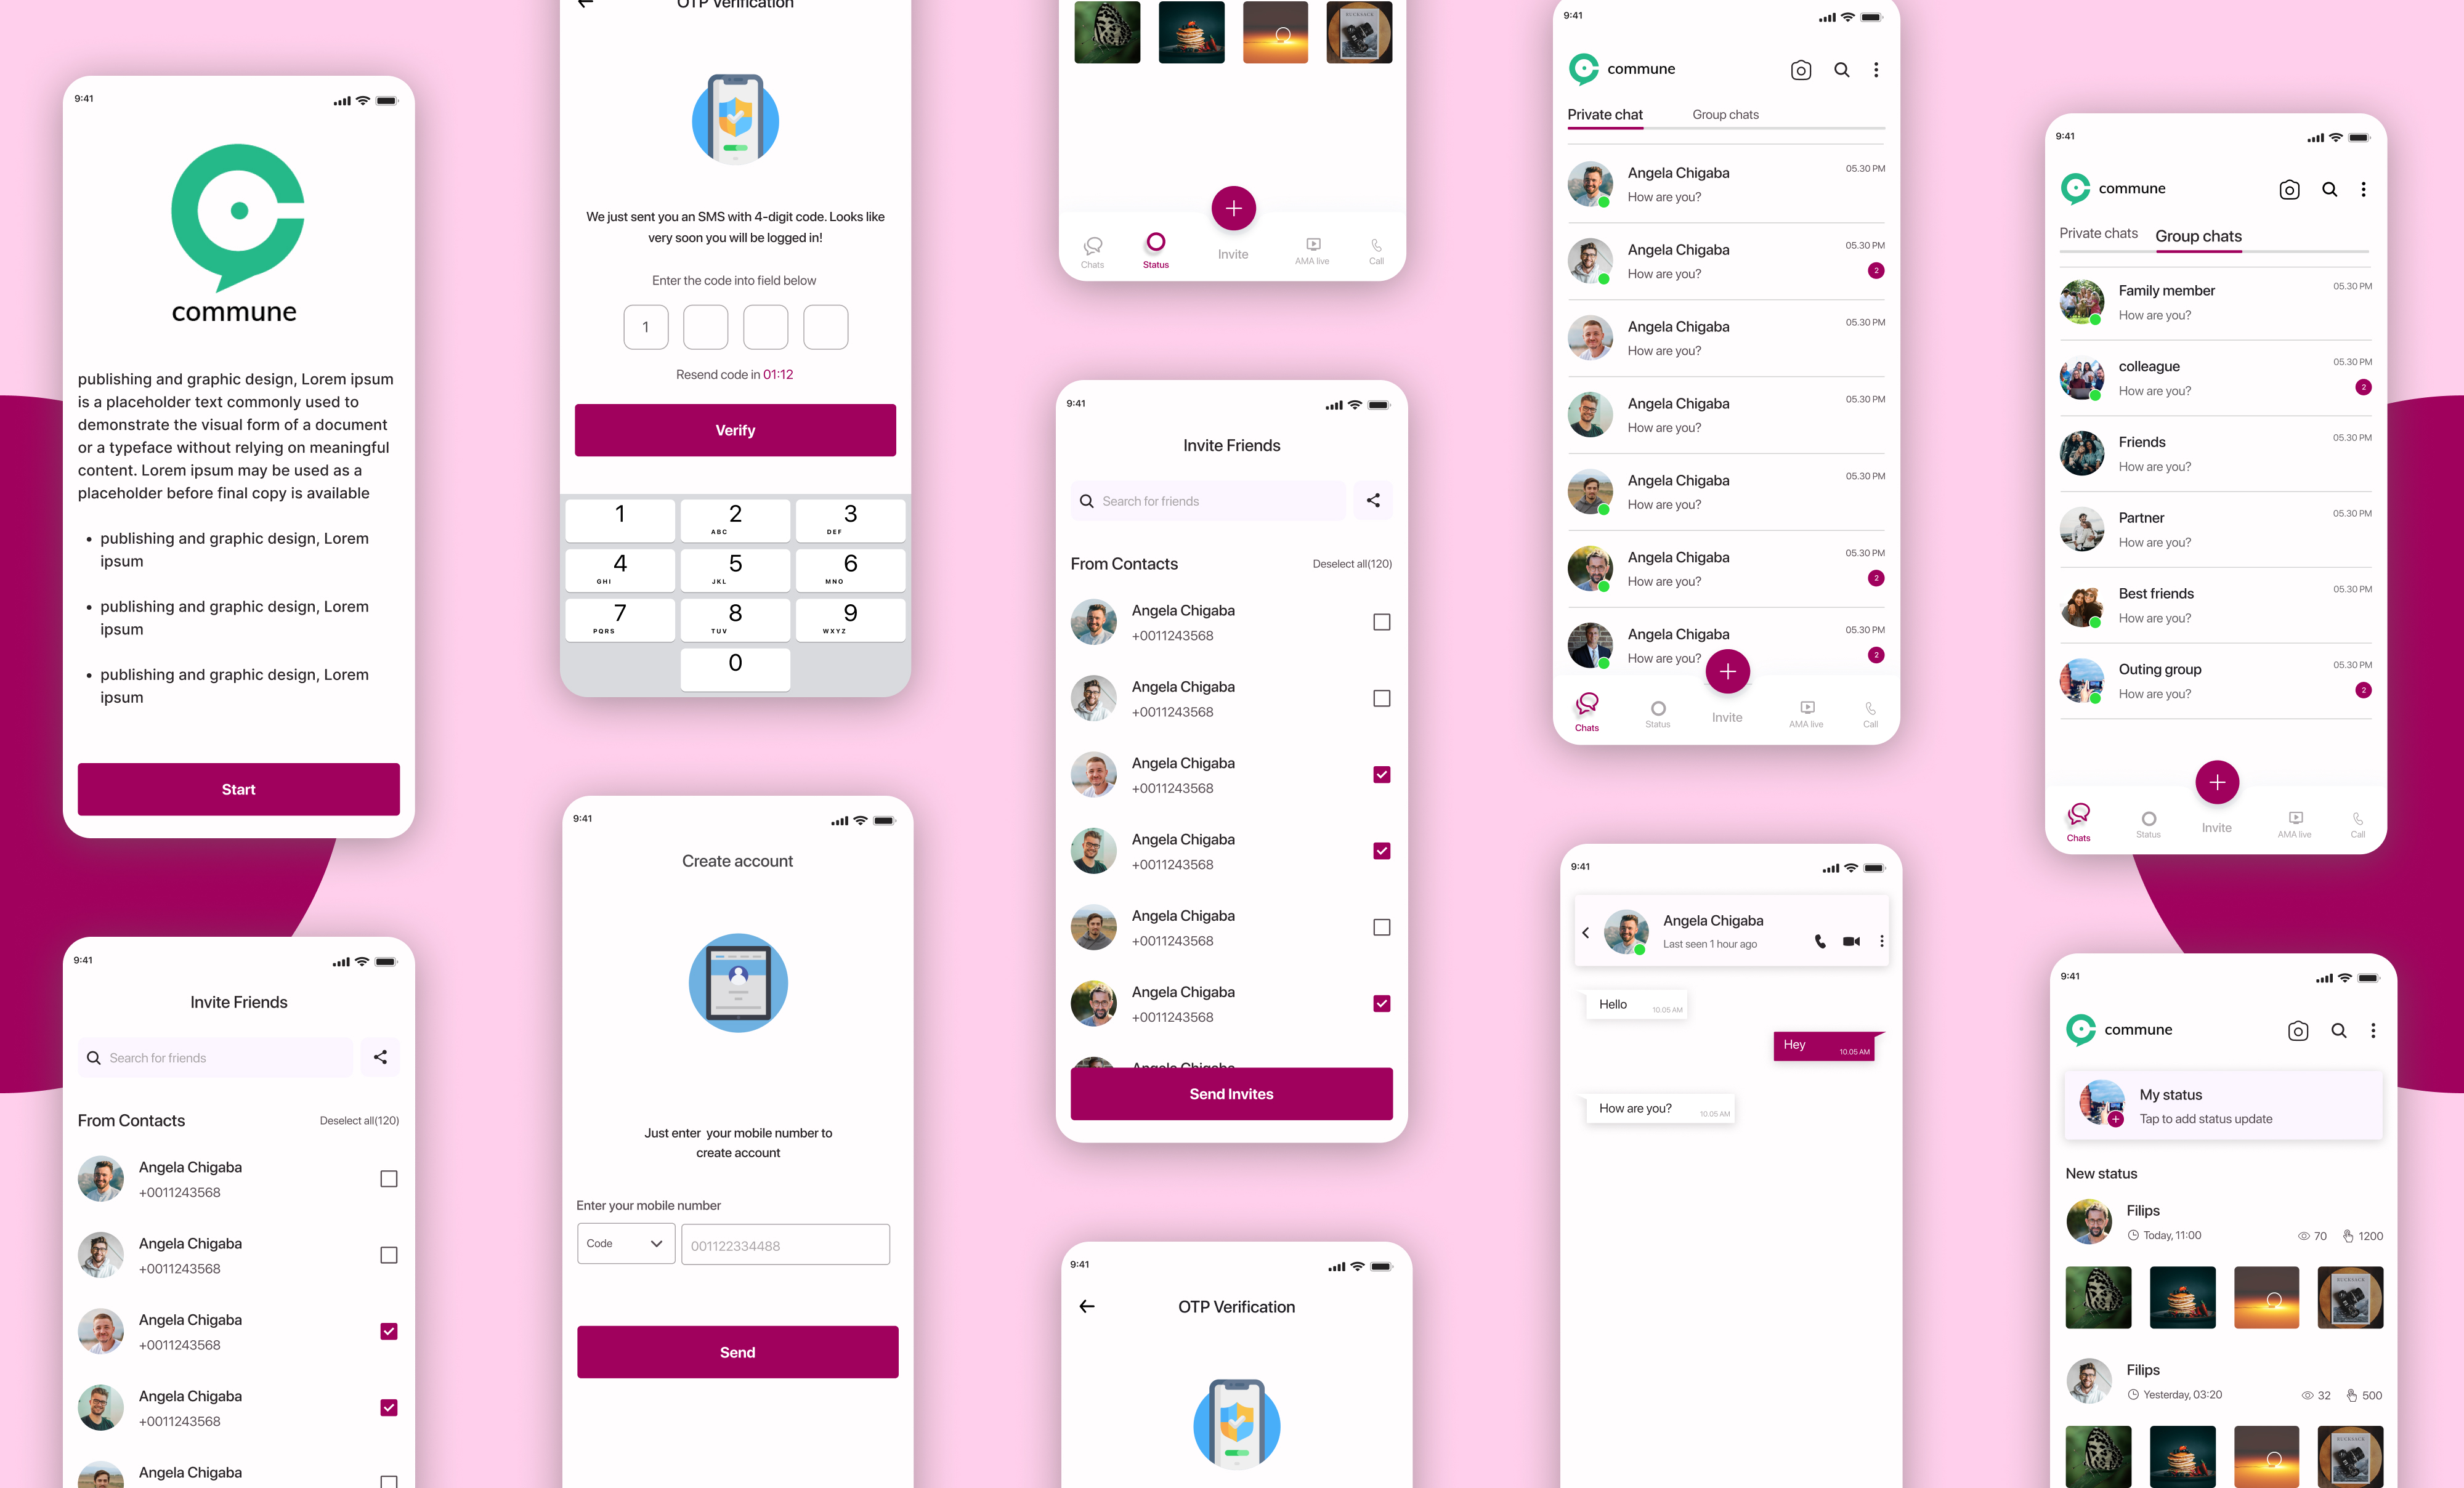 9:41
commune
publishing and graphic design, Lorem ipsum
is a placeholder text commonly used to
demonstrate the visual form of a document
or a typeface without relying on meaningful
content. Lorem ipsum may be used as a
placeholder before final copy is available
• publishing and graphic design, Lorem
ipsum
• publishing and graphic design, Lorem
ipsum
• publishing and graphic design, Lorem
ipsum
Start
9:41
Invite Friends
Search for friends
From Contacts
Deselect all(120)
Angela Chigaba
+0011243568
Angela Chigaba
+0011243568
Angela Chigaba
+0011243568
Angela Chigaba
+0011243568
Angela Chigaba
OTP Verification
We just sent you an SMS with 4-digit code. Looks like
very soon you will be logged in!
Enter the code into field below
1
Resend code in 01:12
Verify
1 2 3
ABC DEF
4 5 6
GHI JKL MNO
7 8 9
PQRS TUV WXYZ
0
9:41
Create account
Just enter your mobile number to
create account
Enter your mobile number
Code
001122334488
Send
RUCKSACK
Chats
Status
Invite
AMA live
Call
9:41
Invite Friends
Search for friends
From Contacts
Deselect all(120)
Angela Chigaba
+0011243568
Angela Chigaba
+0011243568
Angela Chigaba
+0011243568
Angela Chigaba
+0011243568
Angela Chigaba
+0011243568
Angela Chigaba
+0011243568
Angela Chigaba
Send Invites
9:41
OTP Verification
9:41
commune
Private chat
Group chats
Angela Chigaba
05.30 PM
How are you?
Angela Chigaba
05.30 PM
How are you?
2
Angela Chigaba
05.30 PM
How are you?
Angela Chigaba
05.30 PM
How are you?
Angela Chigaba
05.30 PM
How are you?
Angela Chigaba
05.30 PM
How are you?
2
Angela Chigaba
05.30 PM
How are you?
2
Chats
Status
Invite
AMA live
Call
9:41
Angela Chigaba
Last seen 1 hour ago
Hello
10.05 AM
Hey
10.05 AM
How are you?
10.05 AM
9:41
commune
Private chats
Group chats
Family member
05.30 PM
How are you?
colleague
05.30 PM
How are you?
2
Friends
05.30 PM
How are you?
Partner
05.30 PM
How are you?
Best friends
05.30 PM
How are you?
Outing group
05.30 PM
How are you?
2
Chats
Status
Invite
AMA live
Call
9:41
commune
My status
Tap to add status update
New status
Filips
Today, 11:00
70
1200
RUCKSACK
Filips
Yesterday, 03:20
32
500
RUCKSACK